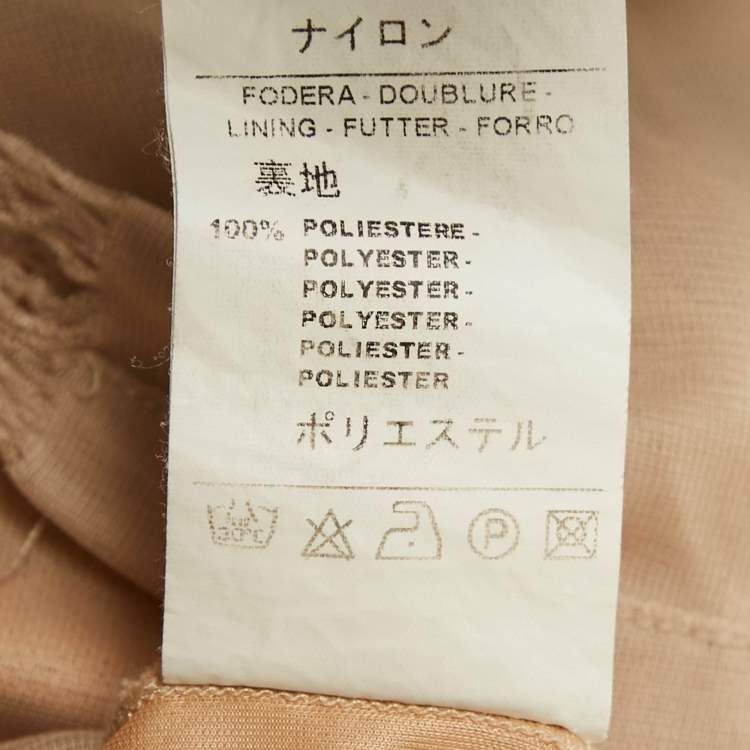 ナイロン
FODERA - DOUBLURE -
LINING - FUTTER - FORRO
裏地
100% POLIESTERE -
POLYESTER -
POLYESTER -
POLYESTER -
POLIESTER -
POLIESTER
ポリエステル
30°C
P